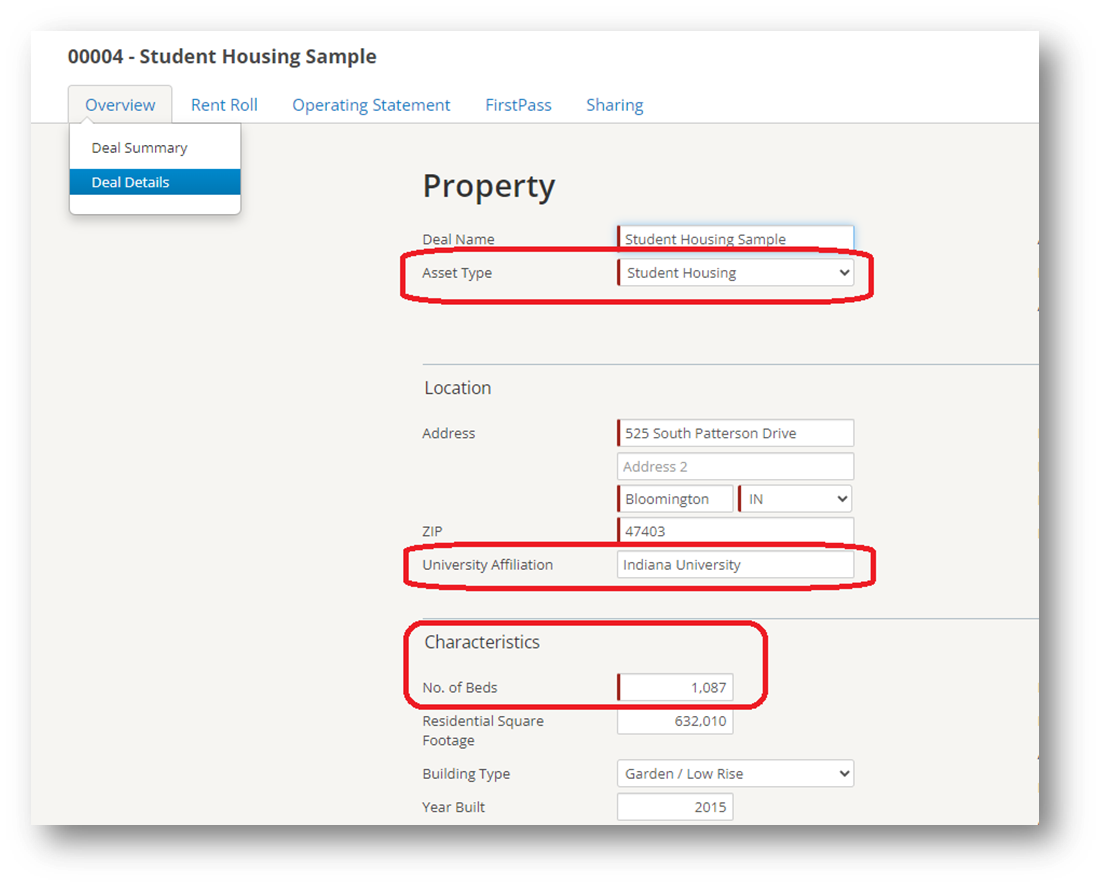 00004 - Student Housing Sample
Overview Rent Roll Operating Statement FirstPass Sharing
Deal Summary
Deal Details
Property
Deal Name Student Housing Sample
Asset Type Student Housing
Location
Address 525 South Patterson Drive
Address 2
Bloomington IN
ZIP 47403
University Affiliation Indiana University
Characteristics
No. of Beds 1,087
Residential Square 632,010
Footage
Building Type Garden / Low Rise
Year Built 2015